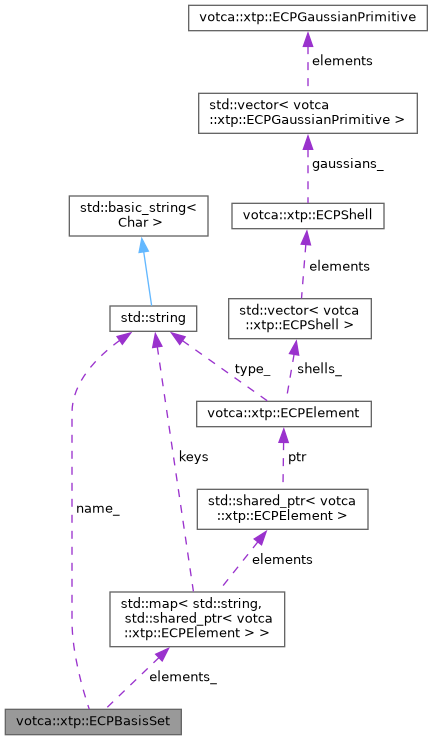 votca::xtp::ECPGaussianPrimitive
elements
std::vector< votca
::xtp::ECPGaussianPrimitive >
gaussians_
std::basic_string<
Char >
votca::xtp::ECPShell
elements
std::string
std::vector< votca
::xtp::ECPShell >
type_
shells_
votca::xtp::ECPElement
keys
ptr
name_
std::shared_ptr< votca
::xtp::ECPElement >
elements
std::map< std::string,
std::shared_ptr< votca
::xtp::ECPElement > >
elements_
votca::xtp::ECPBasisSet